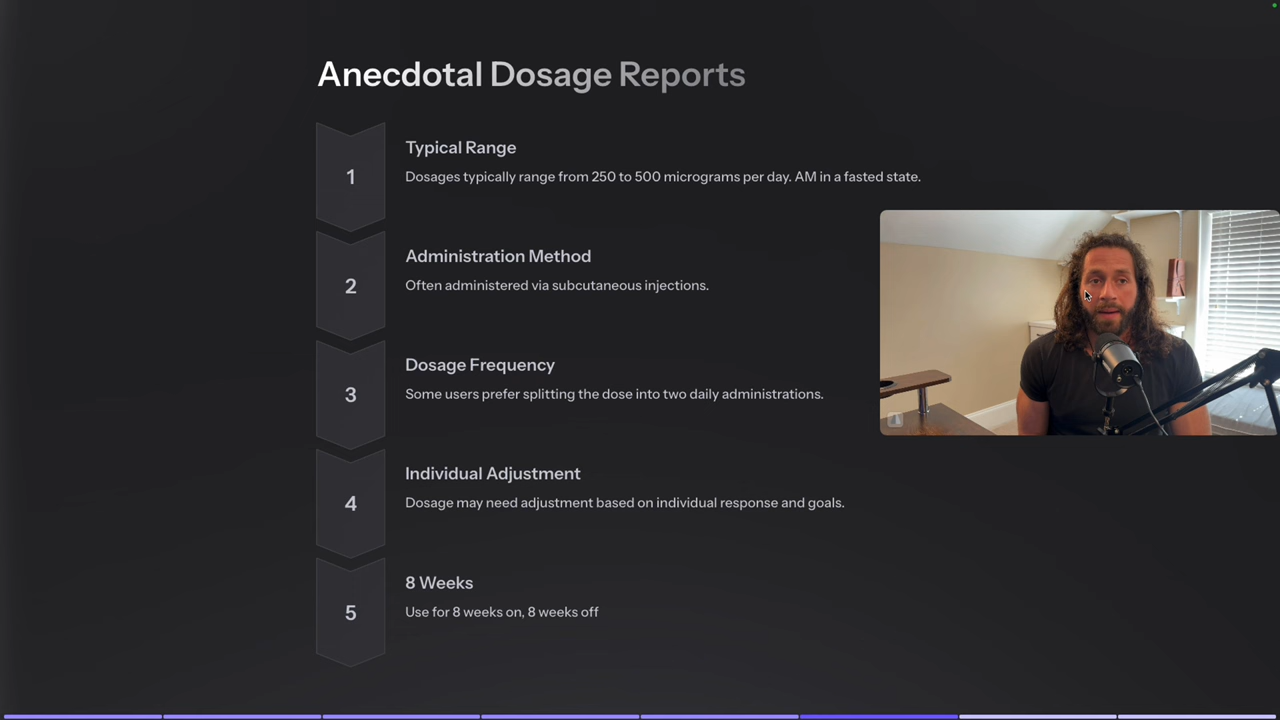 Anecdotal Dosage Reports
1
Typical Range
Dosages typically range from 250 to 500 micrograms per day. AM in a fasted state.
2
Administration Method
Often administered via subcutaneous injections.
3
Dosage Frequency
Some users prefer splitting the dose into two daily administrations.
4
Individual Adjustment
Dosage may need adjustment based on individual response and goals.
5
8 Weeks
Use for 8 weeks on, 8 weeks off